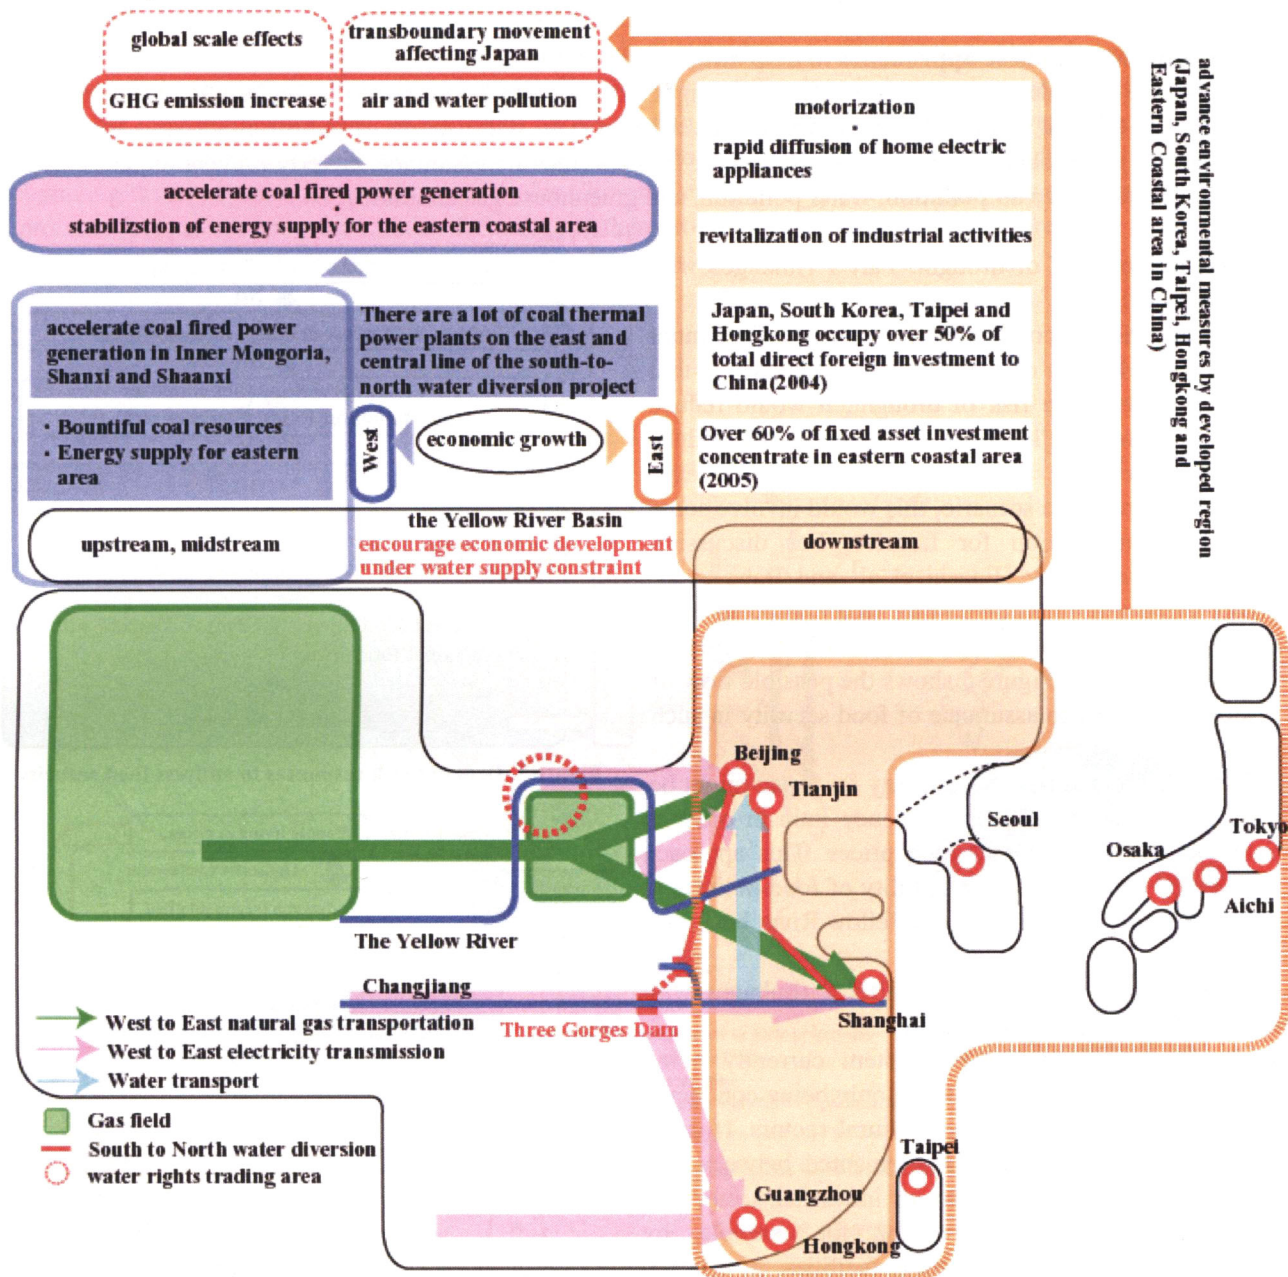 global scale effects
transboundary movement
affecting Japan
GHG emission increase
air and water pollution
accelerate coal fired power generation
·
stabilizstion of energy supply for the eastern coastal area
motorization
·
rapid diffusion of home electric
appliances
revitalization of industrial activities
Japan, South Korea, Taipei and
Hongkong occupy over 50% of
total direct foreign investment to
China(2004)
Over 60% of fixed asset investment
concentrate in eastern coastal area
(2005)
advance environmental measures by developed region
(Japan, South Korea, Taipei, Hongkong and
Eastern Coastal area in China)
accelerate coal fired power
generation in Inner Mongoria,
Shanxi and Shaanxi
There are a lot of coal thermal
power plants on the east and
central line of the south-to-
north water diversion project
· Bountiful coal resources
· Energy supply for eastern
area
West
economic growth
East
the Yellow River Basin
encourage economic development
under water supply constraint
upstream, midstream
downstream
Beijing
Tianjin
Seoul
Osaka
Tokyo
Aichi
The Yellow River
Changjiang
Three Gorges Dam
Shanghai
West to East natural gas transportation
West to East electricity transmission
Water transport
Gas field
South to North water diversion
water rights trading area
Taipei
Guangzhou
Hongkong